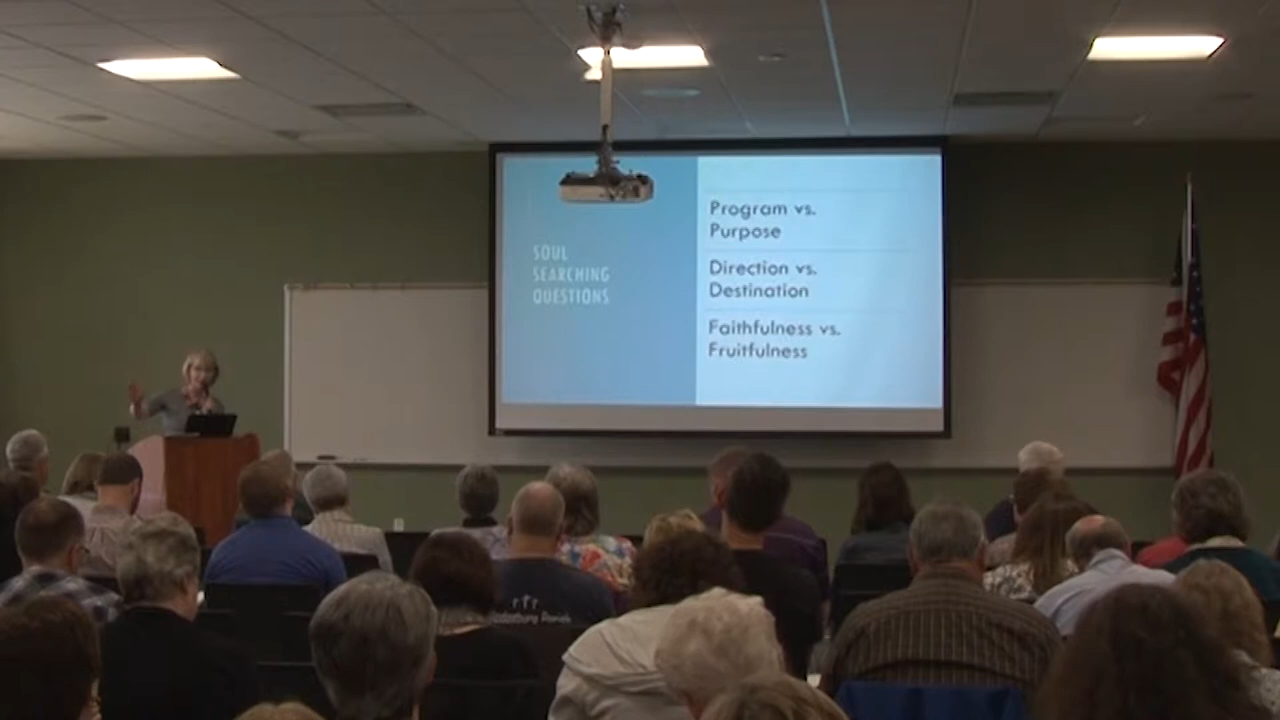 SOUL
SEARCHING
QUESTIONS
Program vs.
Purpose
Direction vs.
Destination
Faithfulness vs.
Fruitfulness